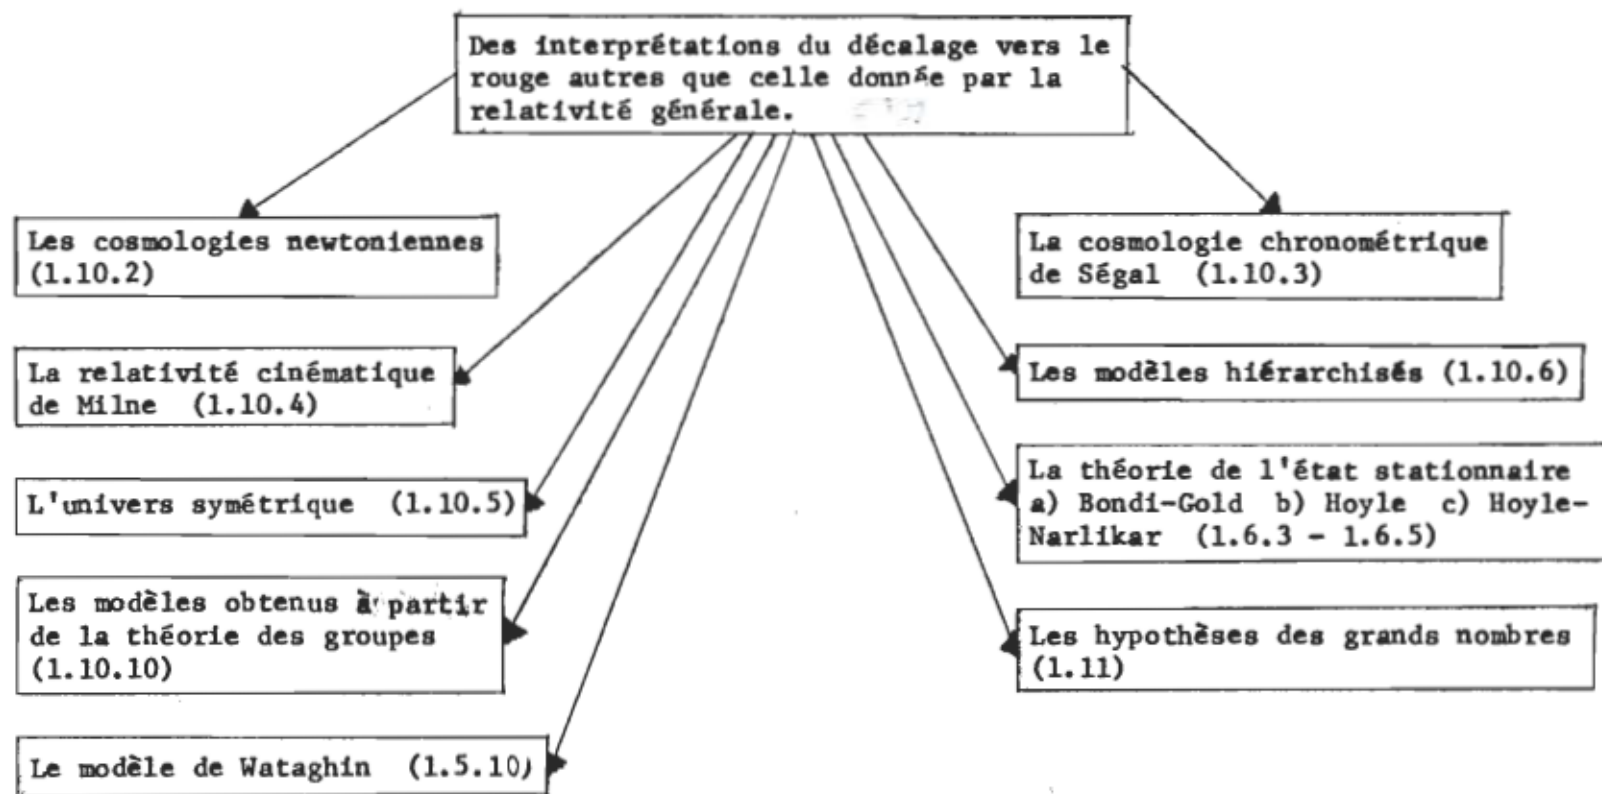 Des interprétations du décalage vers le
rouge autres que celle donnée par la
relativité générale.
Les cosmologies newtoniennes
(1.10.2)
La relativité cinématique
de Milne (1.10.4)
L'univers symétrique (1.10.5)
Les modèles obtenus à partir
de la théorie des groupes
(1.10.10)
Le modèle de Wataghin (1.5.10)
La cosmologie chronométrique
de Ségal (1.10.3)
Les modèles hiérarchisés (1.10.6)
La théorie de l'état stationnaire
a) Bondi-Gold b) Hoyle c) Hoyle-
Narlikar (1.6.3 - 1.6.5)
Les hypothèses des grands nombres
(1.11)